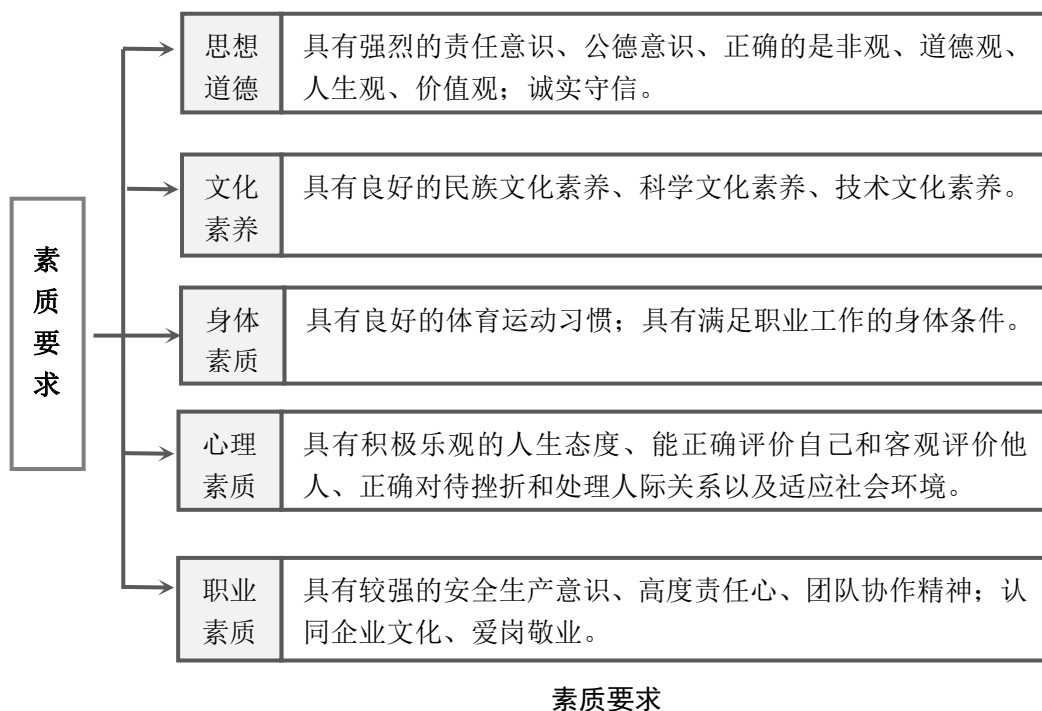 素质要求
思想
道德
具有强烈的责任意识、公德意识、正确的是非观、道德观、
人生观、价值观；诚实守信。
文化
素养
具有良好的民族文化素养、科学文化素养、技术文化素养。
身体
素质
具有良好的体育运动习惯；具有满足职业工作的身体条件。
心理
素质
具有积极乐观的人生态度、能正确评价自己和客观评价他
人、正确对待挫折和处理人际关系以及适应社会环境。
职业
素质
具有较强的安全生产意识、高度责任心、团队协作精神；认
同企业文化、爱岗敬业。
素质要求